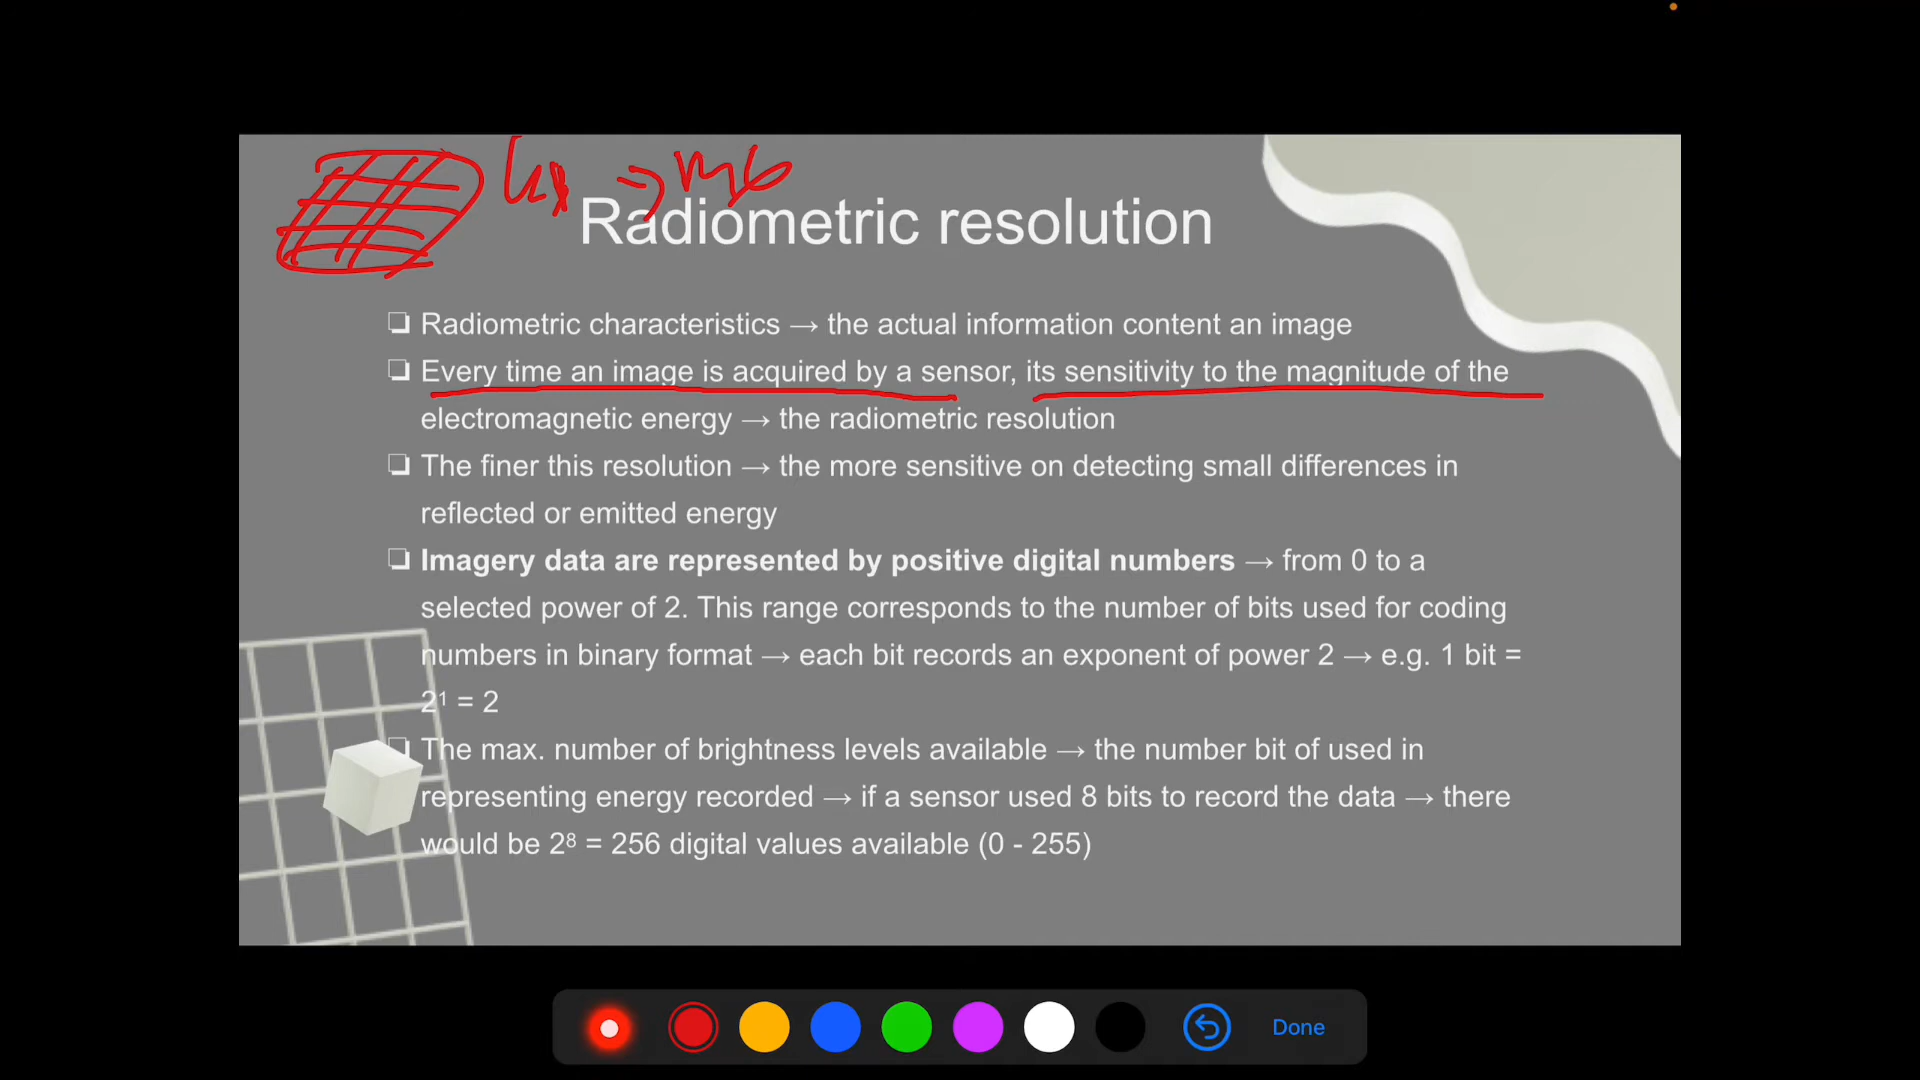 Radiometric resolution
❏ Radiometric characteristics → the actual information content an image
❏ Every time an image is acquired by a sensor, its sensitivity to the magnitude of the
electromagnetic energy → the radiometric resolution
❏ The finer this resolution → the more sensitive on detecting small differences in
reflected or emitted energy
❏ Imagery data are represented by positive digital numbers → from 0 to a
selected power of 2. This range corresponds to the number of bits used for coding
numbers in binary format → each bit records an exponent of power 2 → e.g. 1 bit =
2¹ = 2
❏ The max. number of brightness levels available → the number bit of used in
representing energy recorded → if a sensor used 8 bits to record the data → there
would be 2⁸ = 256 digital values available (0 - 255)
Done